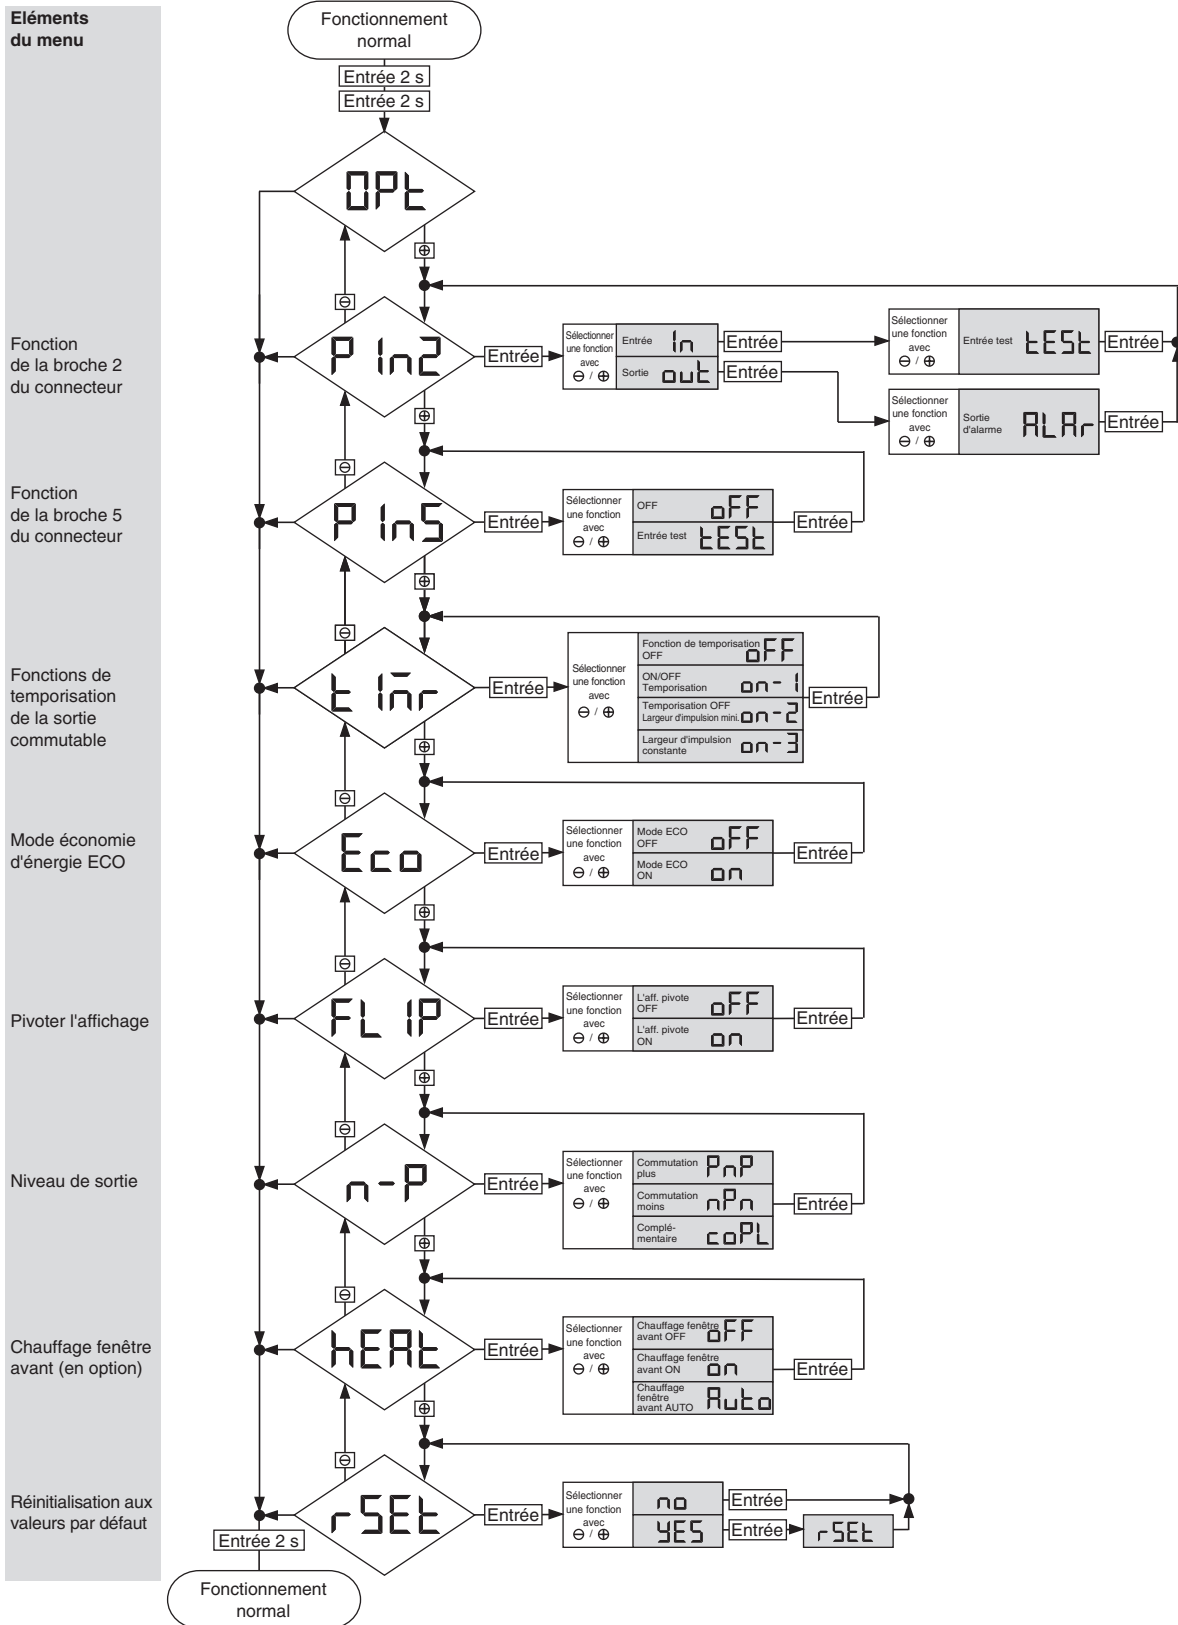 Eléments
du menu
Fonctionnement
normal
Entrée 2 s
Entrée 2 s
OPt
⊕
⊖
Fonction
de la broche 2
du connecteur
PIn2
Entrée
Sélectionner
une fonction
avec
⊖ / ⊕
Entrée In
Sortie out
Entrée
Entrée
Sélectionner
une fonction
avec
⊖ / ⊕
Entrée test tESt
Entrée
Sélectionner
une fonction
avec
⊖ / ⊕
Sortie
d'alarme
ALAr
Entrée
⊕
⊖
Fonction
de la broche 5
du connecteur
PIn5
Entrée
Sélectionner
une fonction
avec
⊖ / ⊕
OFF oFF
Entrée test tESt
Entrée
⊕
⊖
Fonctions de
temporisation
de la sortie
commutable
tImr
Entrée
Sélectionner
une fonction
avec
⊖ / ⊕
Fonction de temporisation
OFF
oFF
ON/OFF
Temporisation
on-1
Temporisation OFF
Largeur d'impulsion mini.
on-2
Largeur d'impulsion
constante
on-3
Entrée
⊕
⊖
Mode économie
d'énergie ECO
Eco
Entrée
Sélectionner
une fonction
avec
⊖ / ⊕
Mode ECO
OFF
oFF
Mode ECO
ON
on
Entrée
⊕
⊖
Pivoter l'affichage
FLIP
Entrée
Sélectionner
une fonction
avec
⊖ / ⊕
L'aff. pivote
OFF
oFF
L'aff. pivote
ON
on
Entrée
⊕
⊖
Niveau de sortie
n-P
Entrée
Sélectionner
une fonction
avec
⊖ / ⊕
Commutation
plus
PnP
Commutation
moins
nPn
Complé-
mentaire
coPL
Entrée
⊕
⊖
Chauffage fenêtre
avant (en option)
hEAt
Entrée
Sélectionner
une fonction
avec
⊖ / ⊕
Chauffage fenêtre
avant OFF
oFF
Chauffage fenêtre
avant ON
on
Chauffage
fenêtre
avant AUTO
Auto
Entrée
⊕
⊖
Réinitialisation aux
valeurs par défaut
rSEt
Entrée
Sélectionner
une fonction
avec
⊖ / ⊕
no
Entrée
YES
Entrée
rSEt
Entrée 2 s
Fonctionnement
normal